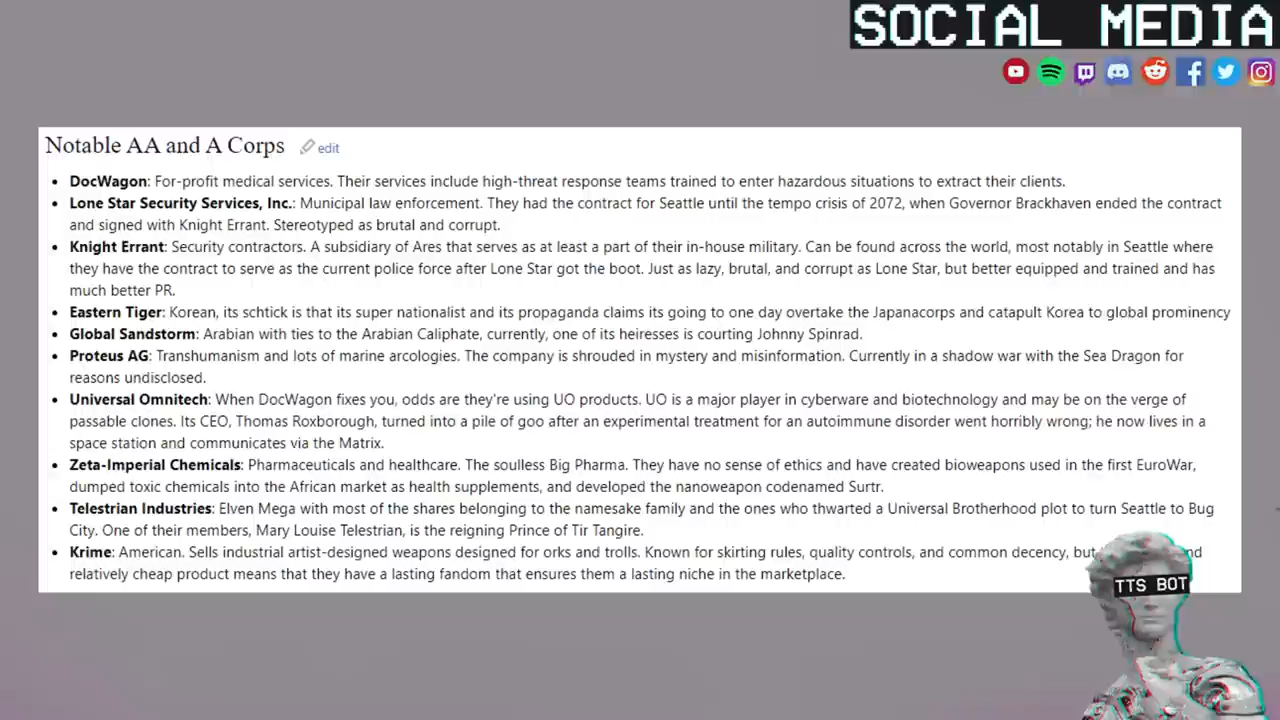 SOCIAL MEDIA
Notable AA and A Corps edit
• DocWagon: For-profit medical services. Their services include high-threat response teams trained to enter hazardous situations to extract their clients.
• Lone Star Security Services, Inc.: Municipal law enforcement. They had the contract for Seattle until the tempo crisis of 2072, when Governor Brackhaven ended the contract
and signed with Knight Errant. Stereotyped as brutal and corrupt.
• Knight Errant: Security contractors. A subsidiary of Ares that serves as at least a part of their in-house military. Can be found across the world, most notably in Seattle where
they have the contract to serve as the current police force after Lone Star got the boot. Just as lazy, brutal, and corrupt as Lone Star, but better equipped and trained and has
much better PR.
• Eastern Tiger: Korean, its schtick is that its super nationalist and its propaganda claims its going to one day overtake the Japanacorps and catapult Korea to global prominency
• Global Sandstorm: Arabian with ties to the Arabian Caliphate, currently, one of its heiresses is courting Johnny Spinrad.
• Proteus AG: Transhumanism and lots of marine arcologies. The company is shrouded in mystery and misinformation. Currently in a shadow war with the Sea Dragon for
reasons undisclosed.
• Universal Omnitech: When DocWagon fixes you, odds are they're using UO products. UO is a major player in cyberware and biotechnology and may be on the verge of
passable clones. Its CEO, Thomas Roxborough, turned into a pile of goo after an experimental treatment for an autoimmune disorder went horribly wrong; he now lives in a
space station and communicates via the Matrix.
• Zeta-Imperial Chemicals: Pharmaceuticals and healthcare. The soulless Big Pharma. They have no sense of ethics and have created bioweapons used in the first EuroWar,
dumped toxic chemicals into the African market as health supplements, and developed the nanoweapon codenamed Surtr.
• Telestrian Industries: Elven Mega with most of the shares belonging to the namesake family and the ones who thwarted a Universal Brotherhood plot to turn Seattle to Bug
City. One of their members, Mary Louise Telestrian, is the reigning Prince of Tir Tangire.
• Krime: American. Sells industrial artist-designed weapons designed for orks and trolls. Known for skirting rules, quality controls, and common decency, but
relatively cheap product means that they have a lasting fandom that ensures them a lasting niche in the marketplace.
TTS BOT